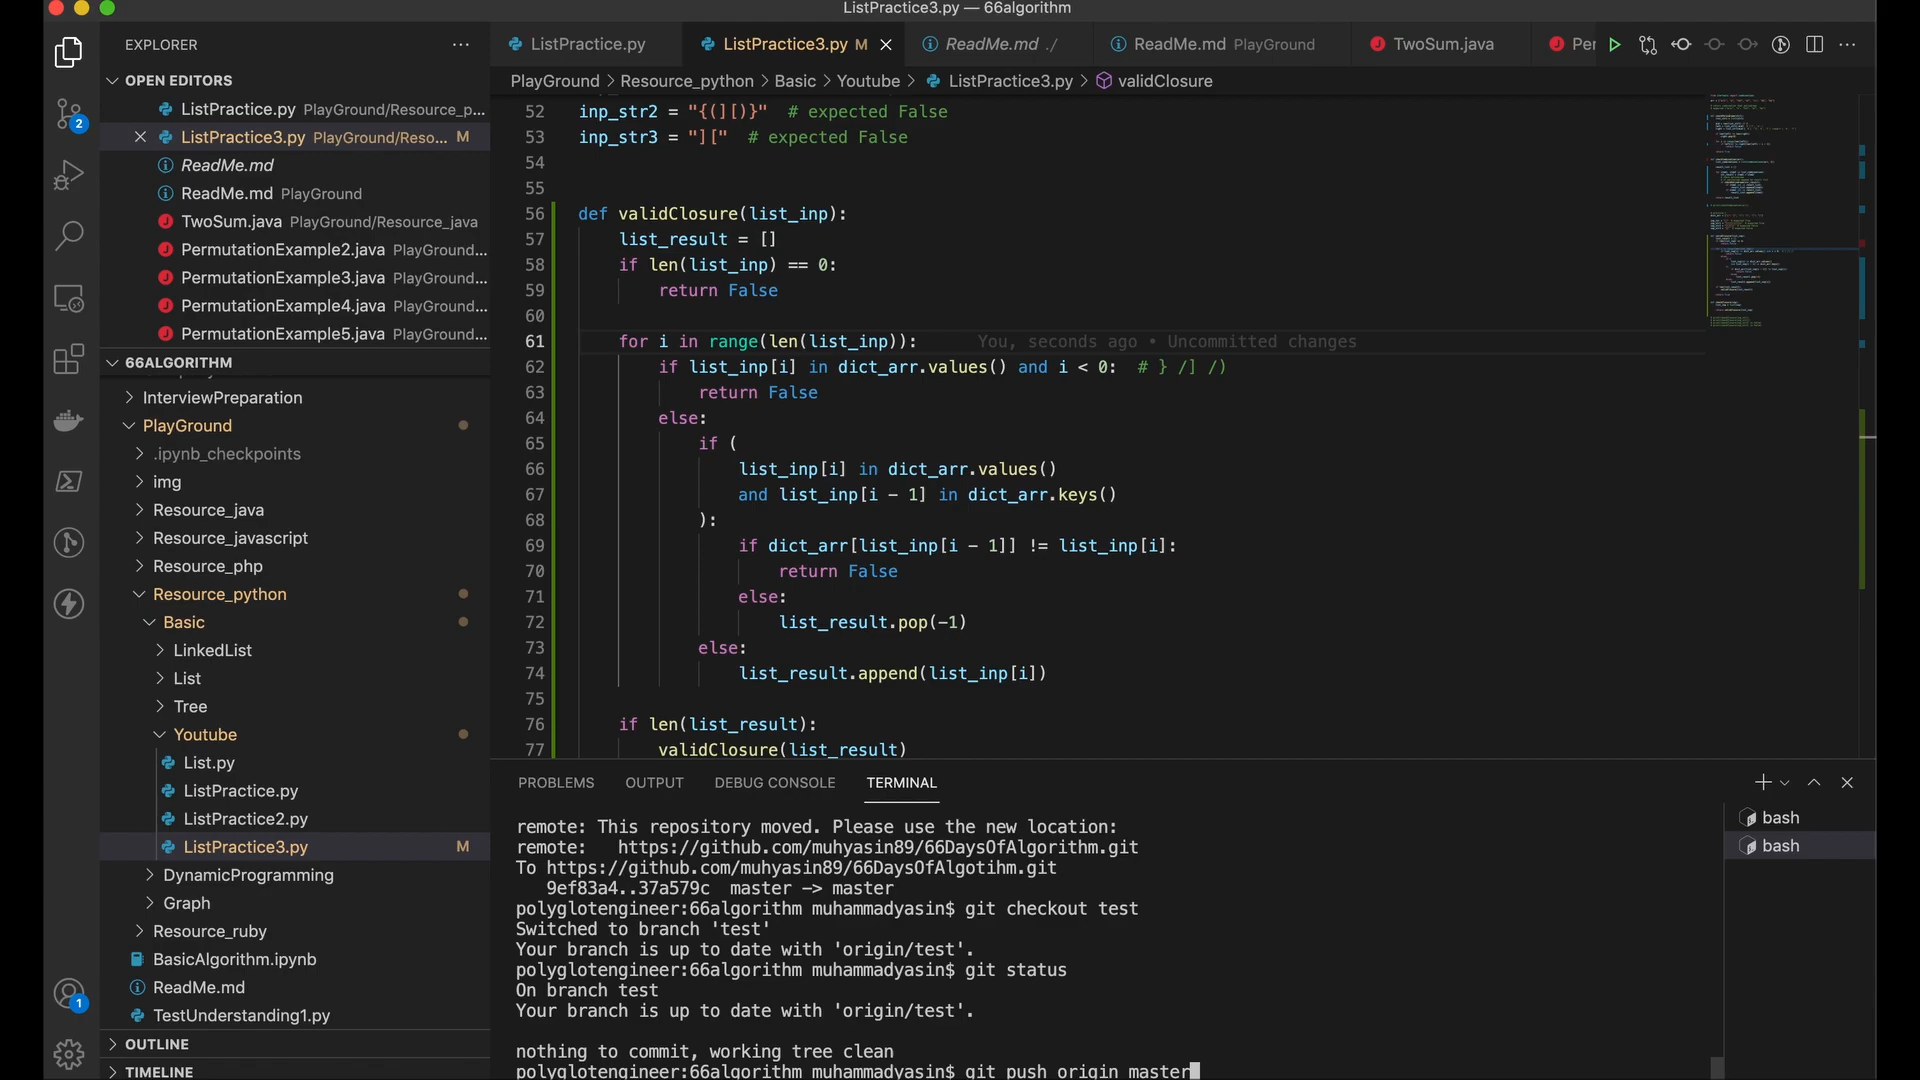 ListPractice3.py — 66algorithm
EXPLORER
OPEN EDITORS
ListPractice.py PlayGround/Resource_p...
ListPractice3.py PlayGround/Reso... M
ReadMe.md
ReadMe.md PlayGround
TwoSum.java PlayGround/Resource_java
PermutationExample2.java PlayGround...
PermutationExample3.java PlayGround...
PermutationExample4.java PlayGround...
PermutationExample5.java PlayGround...
66ALGORITHM
InterviewPreparation
PlayGround
.ipynb_checkpoints
img
Resource_java
Resource_javascript
Resource_php
Resource_python
Basic
LinkedList
List
Tree
Youtube
List.py
ListPractice.py
ListPractice2.py
ListPractice3.py M
DynamicProgramming
Graph
Resource_ruby
BasicAlgorithm.ipynb
ReadMe.md
TestUnderstanding1.py
OUTLINE
TIMELINE
2
1
ListPractice.py ListPractice3.py M ReadMe.md ./ ReadMe.md PlayGround TwoSum.java Per
PlayGround > Resource_python > Basic > Youtube > ListPractice3.py > validClosure
52 inp_str2 = "{(][)}" # expected False
53 inp_str3 = "][" # expected False
54
55
56 def validClosure(list_inp):
57 list_result = []
58 if len(list_inp) == 0:
59 return False
60
61 for i in range(len(list_inp)): You, seconds ago • Uncommitted changes
62 if list_inp[i] in dict_arr.values() and i < 0: # } /] /)
63 return False
64 else:
65 if (
66 list_inp[i] in dict_arr.values()
67 and list_inp[i - 1] in dict_arr.keys()
68 ):
69 if dict_arr[list_inp[i - 1]] != list_inp[i]:
70 return False
71 else:
72 list_result.pop(-1)
73 else:
74 list_result.append(list_inp[i])
75
76 if len(list_result):
77 validClosure(list_result)
PROBLEMS OUTPUT DEBUG CONSOLE TERMINAL
remote: This repository moved. Please use the new location:
remote: https://github.com/muhyasin89/66DaysOfAlgorithm.git
To https://github.com/muhyasin89/66DaysOfAlgotihm.git
9ef83a4..37a579c master -> master
polyglotengineer:66algorithm muhammadyasin$ git checkout test
Switched to branch 'test'
Your branch is up to date with 'origin/test'.
polyglotengineer:66algorithm muhammadyasin$ git status
On branch test
Your branch is up to date with 'origin/test'.
nothing to commit, working tree clean
polyglotengineer:66algorithm muhammadyasin$ git push origin master
bash
bash